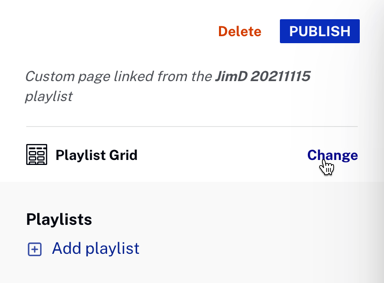 Delete PUBLISH
Custom page linked from the JimD 20211115
playlist
Playlist Grid Change
Playlists
Add playlist